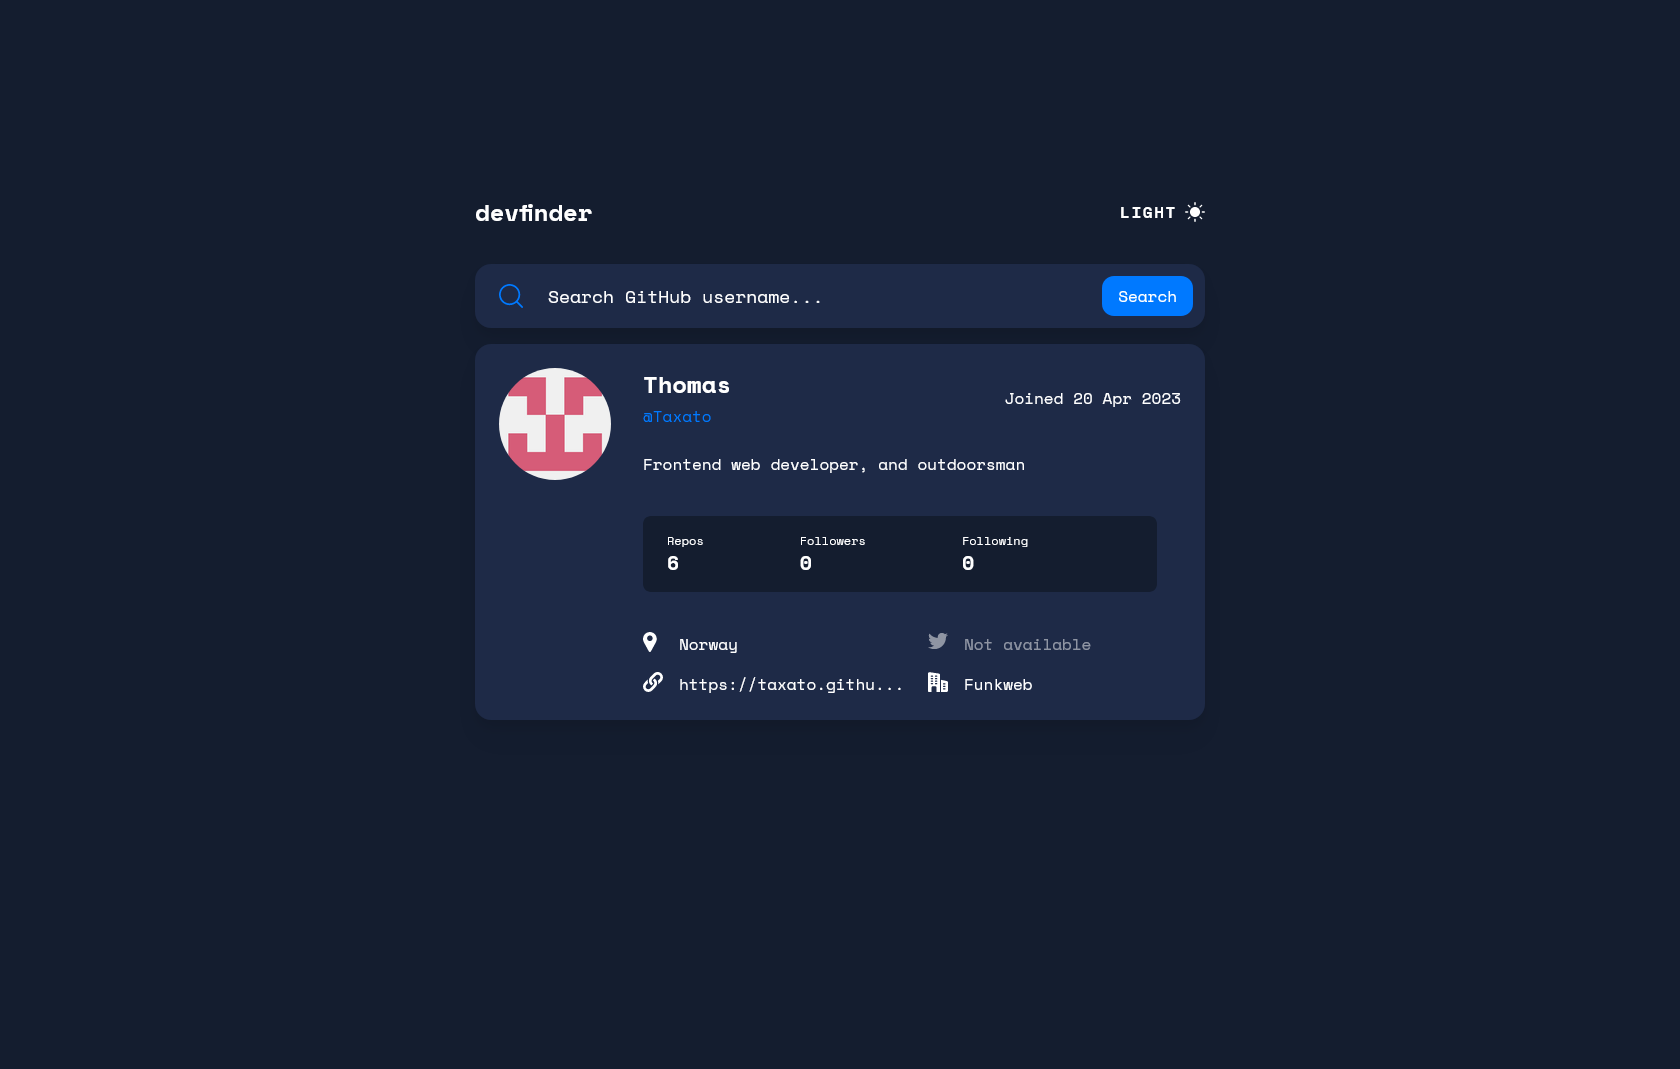 devfinder
LIGHT
Search GitHub username...
Search
Thomas
Joined 20 Apr 2023
@Taxato
Frontend web developer, and outdoorsman
Repos Followers Following
6 0 0
Norway Not available
https://taxato.githu... Funkweb